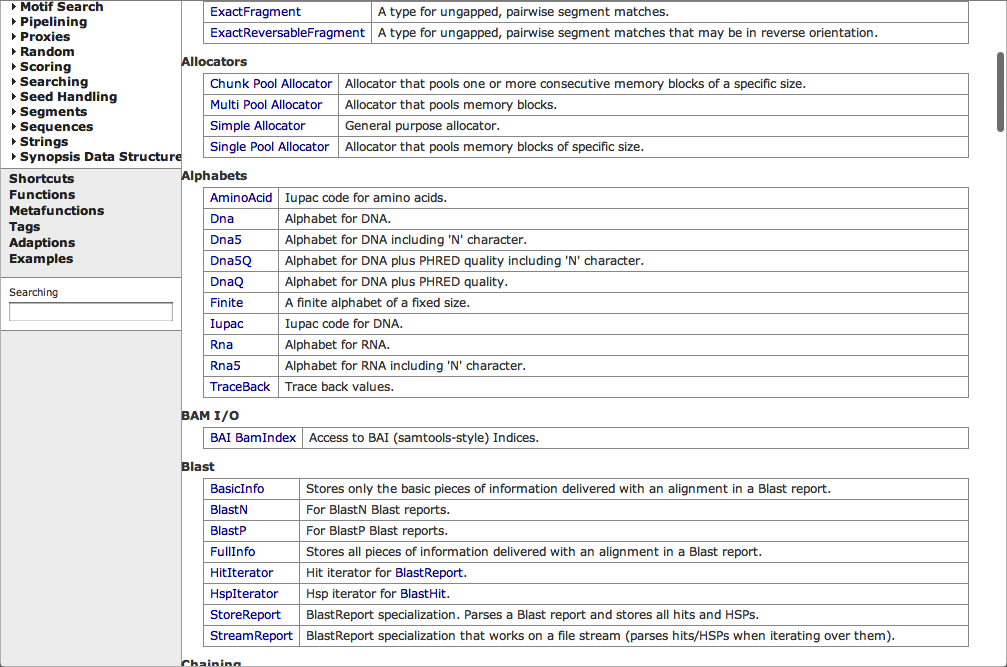 Motif Search
Pipelining
Proxies
Random
Scoring
Searching
Seed Handling
Segments
Sequences
Strings
Synopsis Data Structure
Shortcuts
Functions
Metafunctions
Tags
Adaptions
Examples
Searching
ExactFragment A type for ungapped, pairwise segment matches.
ExactReversableFragment A type for ungapped, pairwise segment matches that may be in reverse orientation.
Allocators
Chunk Pool Allocator Allocator that pools one or more consecutive memory blocks of a specific size.
Multi Pool Allocator Allocator that pools memory blocks.
Simple Allocator General purpose allocator.
Single Pool Allocator Allocator that pools memory blocks of specific size.
Alphabets
AminoAcid Iupac code for amino acids.
Dna Alphabet for DNA.
Dna5 Alphabet for DNA including 'N' character.
Dna5Q Alphabet for DNA plus PHRED quality including 'N' character.
DnaQ Alphabet for DNA plus PHRED quality.
Finite A finite alphabet of a fixed size.
Iupac Iupac code for DNA.
Rna Alphabet for RNA.
Rna5 Alphabet for RNA including 'N' character.
TraceBack Trace back values.
BAM I/O
BAI BamIndex Access to BAI (samtools-style) Indices.
Blast
BasicInfo Stores only the basic pieces of information delivered with an alignment in a Blast report.
BlastN For BlastN Blast reports.
BlastP For BlastP Blast reports.
FullInfo Stores all pieces of information delivered with an alignment in a Blast report.
HitIterator Hit iterator for BlastReport.
HspIterator Hsp iterator for BlastHit.
StoreReport BlastReport specialization. Parses a Blast report and stores all hits and HSPs.
StreamReport BlastReport specialization that works on a file stream (parses hits/HSPs when iterating over them).
Chaining